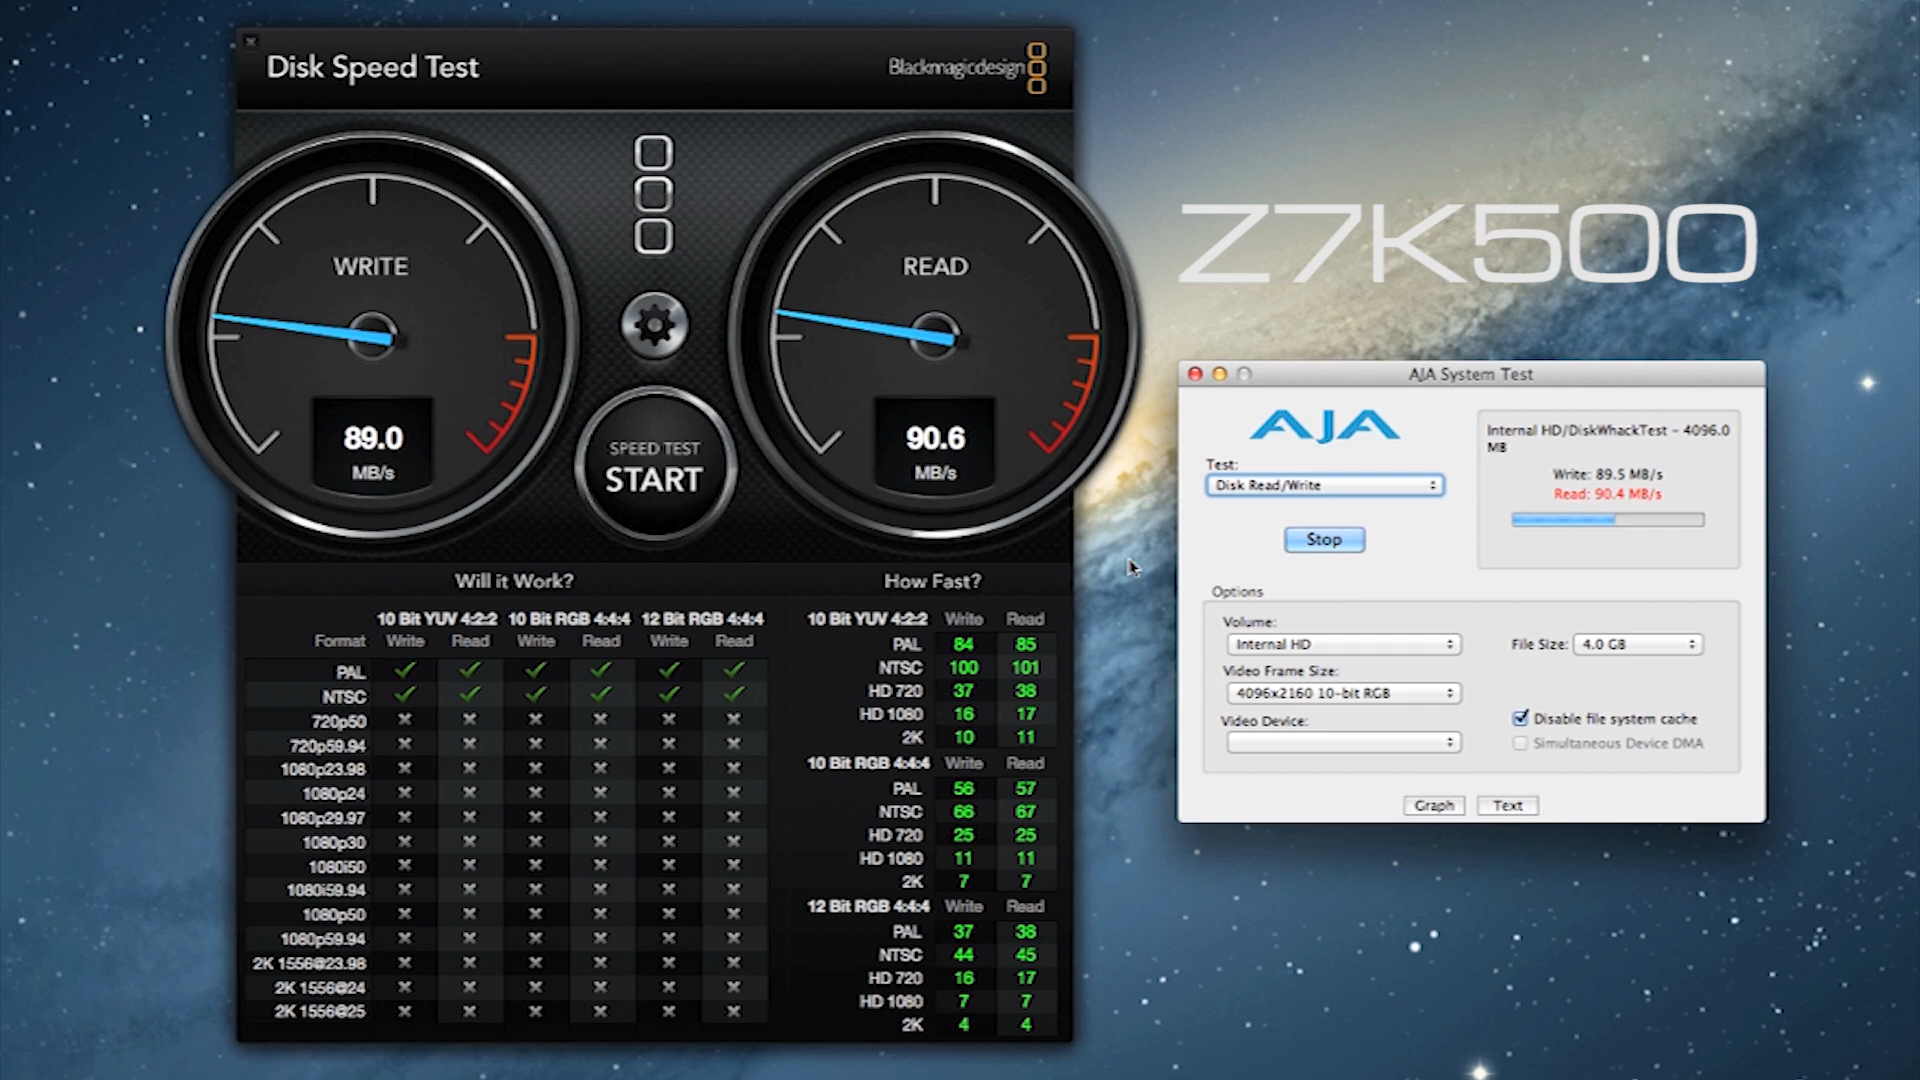 Disk Speed Test
Blackmagicdesign
WRITE
89.0
MB/s
SPEED TEST
START
READ
90.6
MB/s
Will it Work?
10 Bit YUV 4:2:2 10 Bit RGB 4:4:4 12 Bit RGB 4:4:4
Format Write Read Write Read Write Read
PAL
NTSC
720p50
720p59.94
1080p23.98
1080p24
1080p29.97
1080p30
1080i50
1080i59.94
1080p50
1080p59.94
2K 1556@23.98
2K 1556@24
2K 1556@25
How Fast?
10 Bit YUV 4:2:2 Write Read
PAL 84 85
NTSC 100 101
HD 720 37 38
HD 1080 16 17
2K 10 11
10 Bit RGB 4:4:4 Write Read
PAL 56 57
NTSC 66 67
HD 720 25 25
HD 1080 11 11
2K 7 7
12 Bit RGB 4:4:4 Write Read
PAL 37 38
NTSC 44 45
HD 720 16 17
HD 1080 7 7
2K 4 4
Z7K500
AJA System Test
AJA
Test:
Disk Read/Write
Stop
Internal HD/DiskWhackTest - 4096.0
MB
Write: 89.5 MB/s
Read: 90.4 MB/s
Options
Volume:
Internal HD
File Size: 4.0 GB
Video Frame Size:
4096x2160 10-bit RGB
Video Device:
Disable file system cache
Simultaneous Device DMA
Graph Text